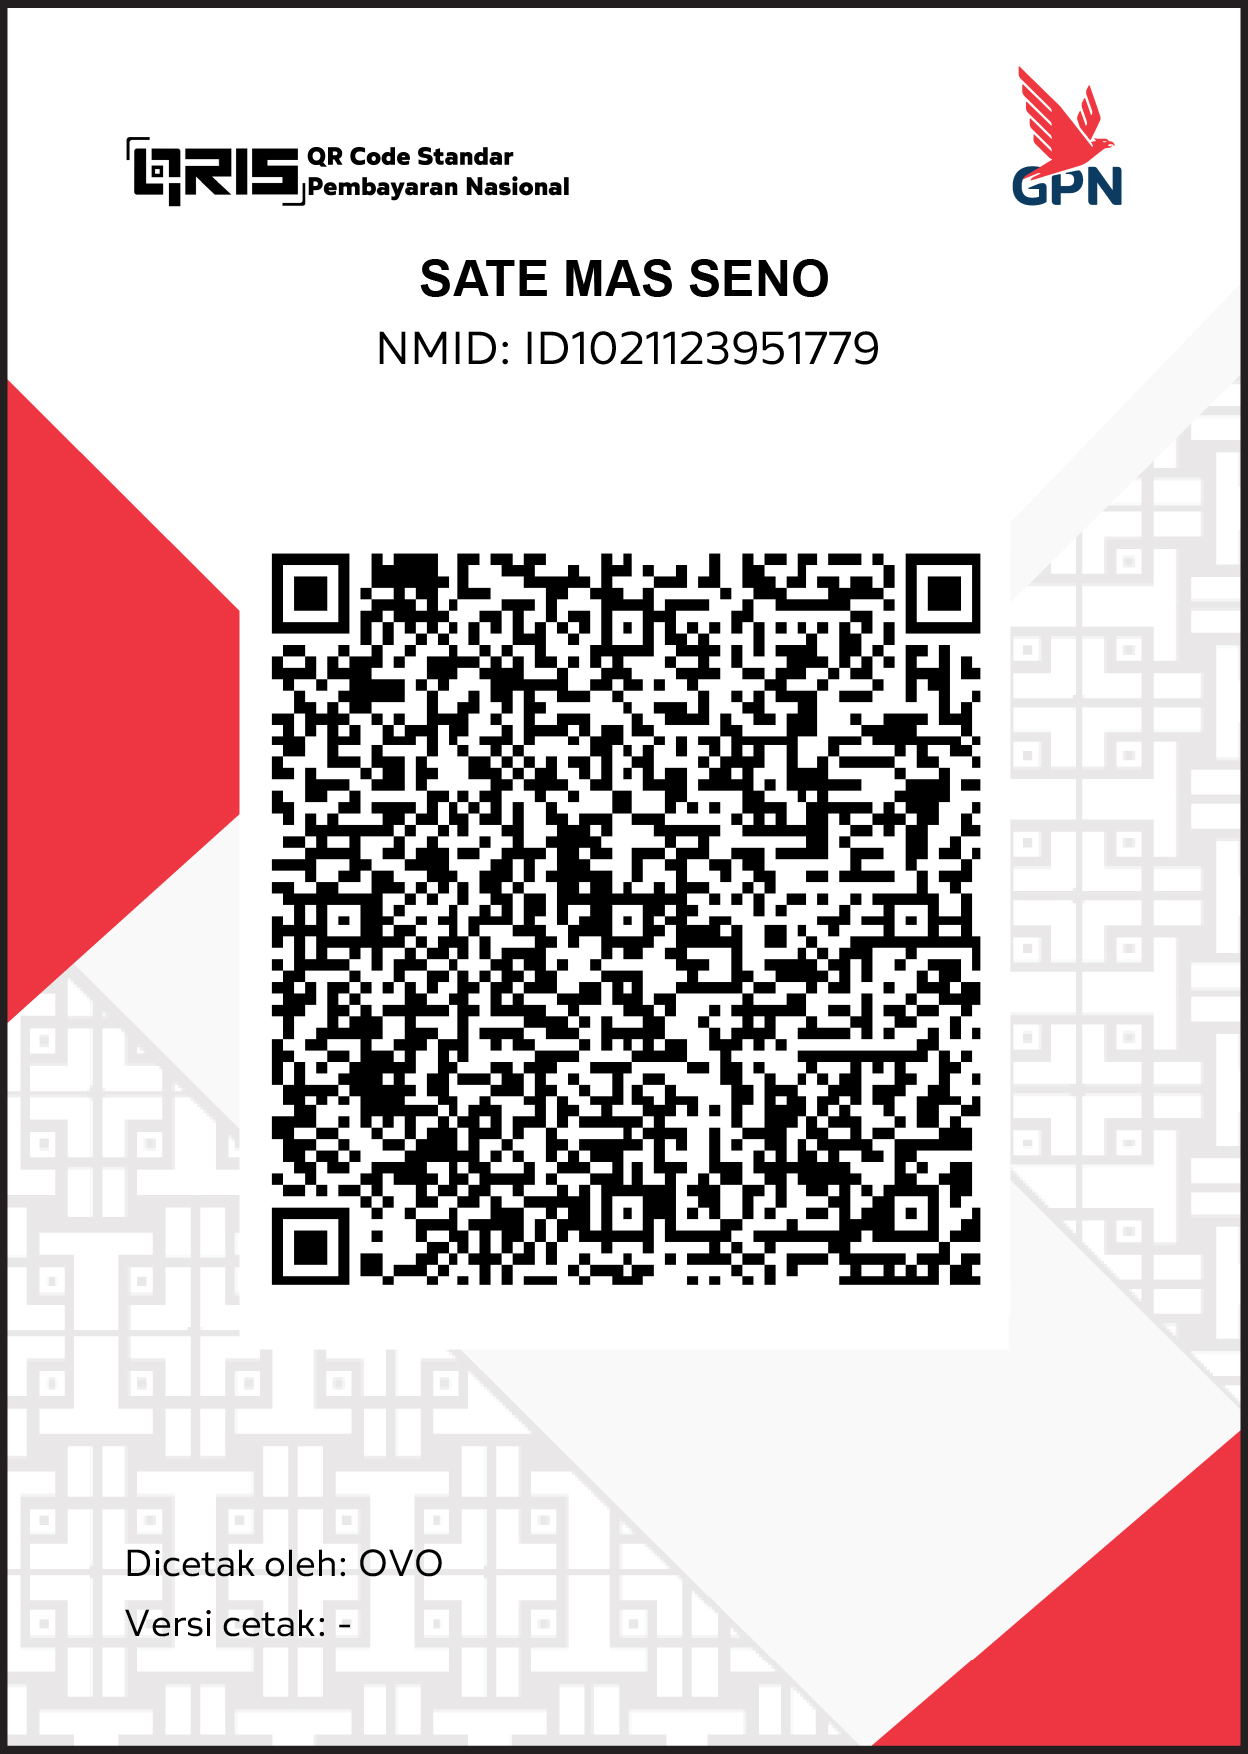 QRIS QR Code Standar
Pembayaran Nasional
GPN
SATE MAS SENO
NMID: ID1021123951779
Dicetak oleh: OVO
Versi cetak: -